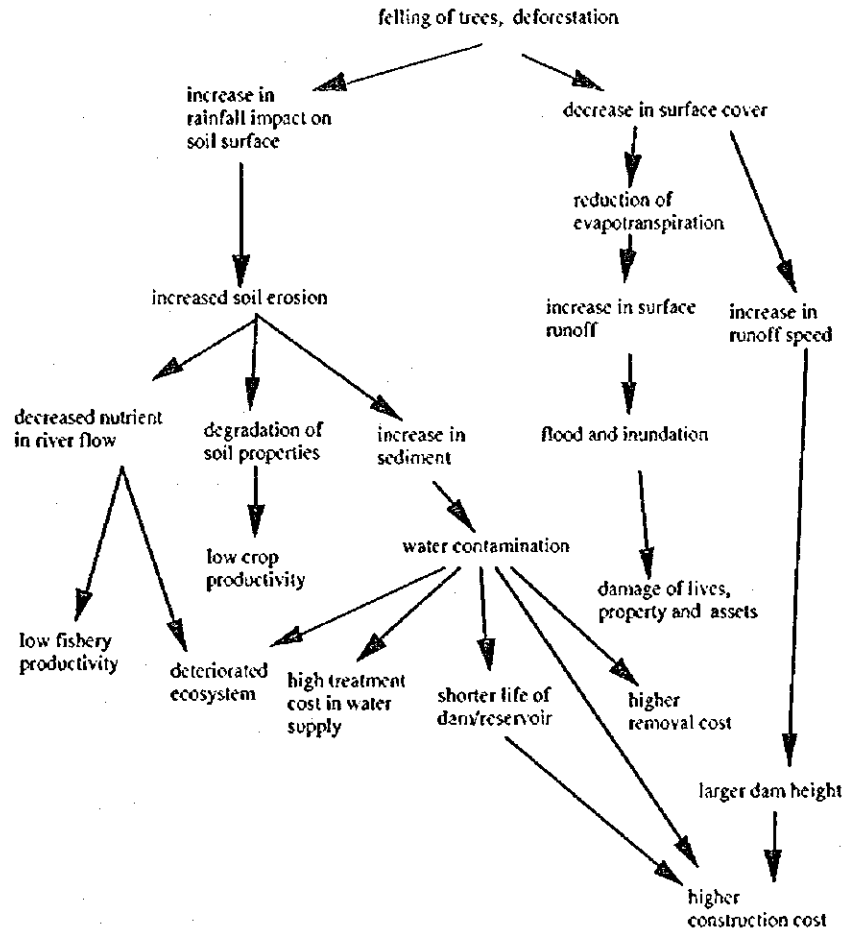 felling of trees, deforestation
increase in
rainfall impact on
soil surface
decrease in surface cover
reduction of
evapotranspiration
increased soil erosion
increase in surface
runoff
increase in
runoff speed
decreased nutrient
in river flow
degradation of
soil properties
increase in
sediment
flood and inundation
low crop
productivity
water contamination
damage of lives,
property and assets
low fishery
productivity
deteriorated
ecosystem
high treatment
cost in water
supply
shorter life of
dam/reservoir
higher
removal cost
larger dam height
higher
construction cost